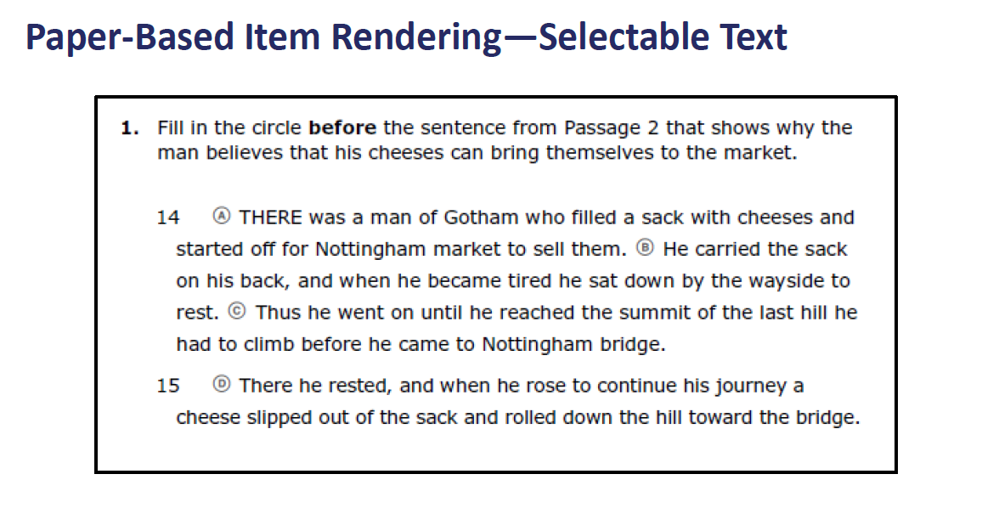 Paper-Based Item Rendering—Selectable Text
1. Fill in the circle before the sentence from Passage 2 that shows why the
man believes that his cheeses can bring themselves to the market.
14 Ⓐ THERE was a man of Gotham who filled a sack with cheeses and
started off for Nottingham market to sell them. Ⓑ He carried the sack
on his back, and when he became tired he sat down by the wayside to
rest. Ⓒ Thus he went on until he reached the summit of the last hill he
had to climb before he came to Nottingham bridge.
15 Ⓓ There he rested, and when he rose to continue his journey a
cheese slipped out of the sack and rolled down the hill toward the bridge.